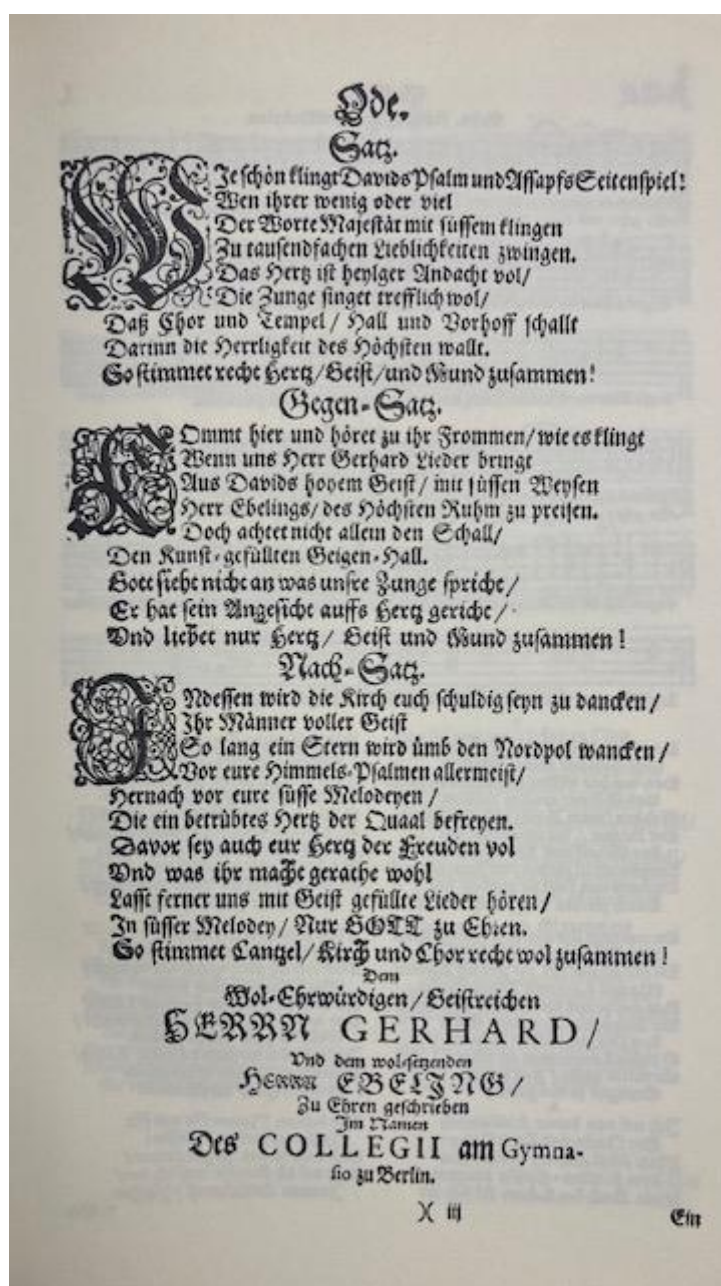 Ode.
Satz.
WJe schön klingt Davids Psalm und Assapfs Seitenspiel!
Wen ihrer wenig oder viel
Der Worte Majestät mit süssem klingen
Zu tausendfachen Lieblichkeiten zwingen.
Das Hertz ist heylger Andacht vol/
Die Zunge singet trefflich wol/
Daß Chor und Tempel / Hall und Vorhoff schallt
Darinn die Herrligkeit des Höchsten wallt.
So stimmet recht Hertz/Geist/und Mund zusammen!
Gegen-Satz.
KOmmt hier und höret zu ihr Frommen/ wie es klingt
Wenn uns Herr Gerhard Lieder bringt
Aus Davids hohem Geist/ mit süssen Weysen
Herr Ebelings/ des Höchsten Ruhm zu preisen.
Doch achtet nicht allein den Schall/
Den Kunst-gefüllten Geigen-Hall.
Gott sieht nicht an was unsre Zunge spricht/
Er hat sein Angesicht auffs Hertz gericht/
Vnd liebet nur Hertz/ Geist und Mund zusammen!
Nach-Satz.
JNdessen wird die Kirch euch schuldig seyn zu dancken/
Ihr Männer voller Geist
So lang ein Stern wird ümb den Nordpol wancken/
Vor eure Himmels-Psalmen allermeist/
Hernach vor eure süsse Melodeyen /
Die ein betrübtes Hertz der Quaal befreyen.
Davor sey auch eur Hertz der Freuden vol
Vnd was ihr macht gerathe wohl
Lasst ferner uns mit Geist gefüllte Lieder hören/
In süsser Melodey/ Nur GOTT zu Ehren.
So stimmet Cantzel/ Kirch und Chor recht wol zusammen!
Dem
Wol-Ehrwürdigen/ Geistreichen
HERRN GERHARD/
Vnd dem wol-setzenden
HERRN EBELJNG/
Zu Ehren geschrieben
Jm Namen
Des COLLEGII am Gymna-
sio zu Berlin.
X iij
Ein